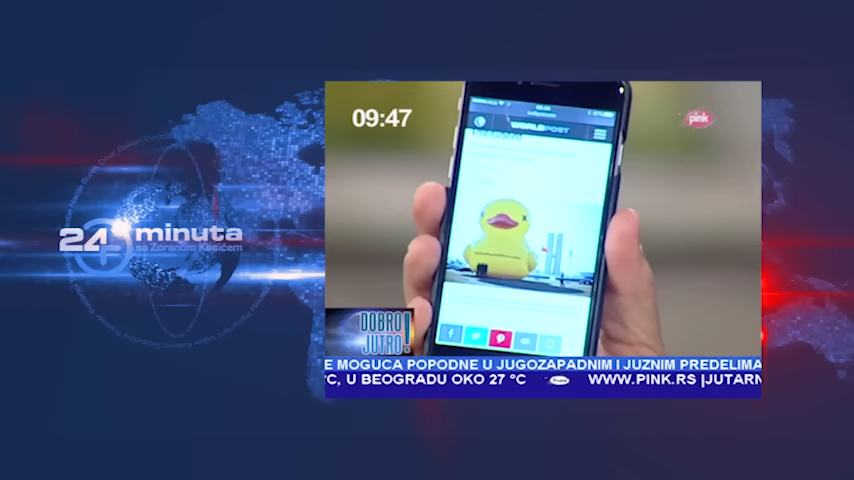 24 minuta
sa Zoranom Kesićem
09:47
pink
WORLDPOST
DOBRO
JUTRO!
E MOGUCA POPODNE U JUGOZAPADNIM I JUZNIM PREDELIMA
°C, U BEOGRADU OKO 27 °C
WWW.PINK.RS |JUTARN